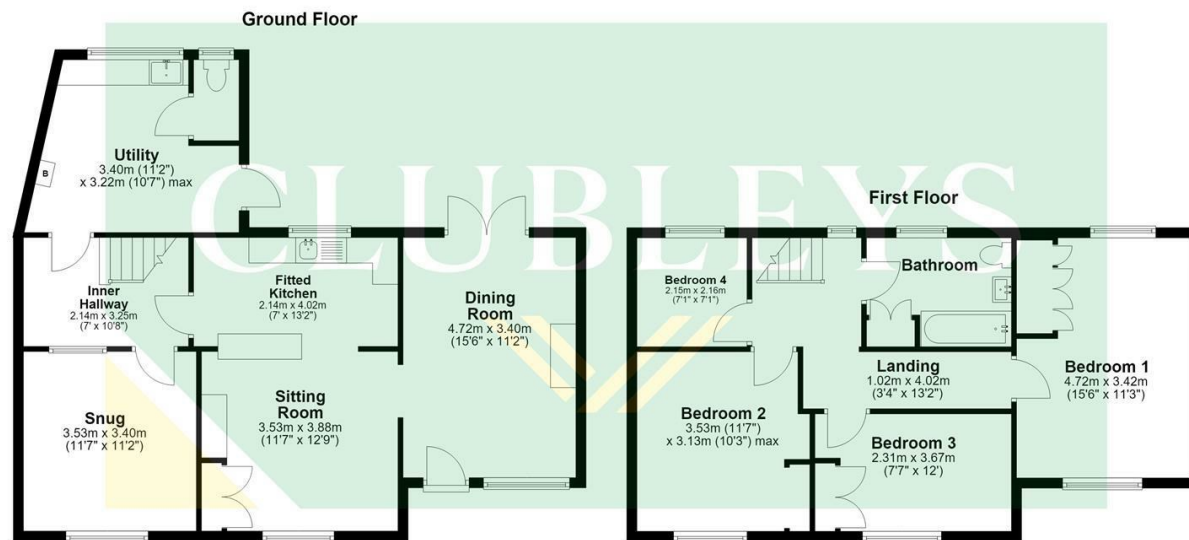 Ground Floor
Utility
3.40m (11'2")
x 3.22m (10'7") max
B
CLUBLEYS
First Floor
Inner
Hallway
2.14m x 3.25m
(7' x 10'8")
Fitted
Kitchen
2.14m x 4.02m
(7' x 13'2")
Dining
Room
4.72m x 3.40m
(15'6" x 11'2")
Snug
3.53m x 3.40m
(11'7" x 11'2")
Sitting
Room
3.53m x 3.88m
(11'7" x 12'9")
Bedroom 4
2.15m x 2.16m
(7'1" x 7'1")
Bathroom
Landing
1.02m x 4.02m
(3'4" x 13'2")
Bedroom 1
4.72m x 3.42m
(15'6" x 11'3")
Bedroom 2
3.53m (11'7")
x 3.13m (10'3") max
Bedroom 3
2.31m x 3.67m
(7'7" x 12')